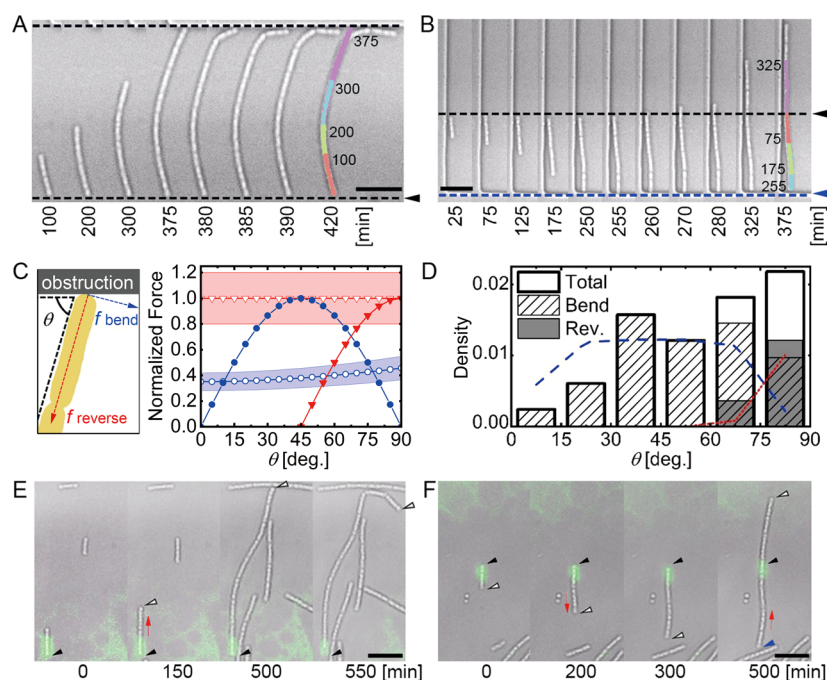 A
375
300
200
100
100
200
300
375
380
385
390
420
[min]
B
325
75
175
255
25
75
125
175
250
255
260
270
280
325
375
[min]
C
obstruction
θ
f bend
f reverse
Normalized Force
1.2
1.0
0.8
0.6
0.4
0.2
0.0
0
15
30
45
60
75
90
θ [deg.]
D
Density
0.02
0.01
0.00
Total
Bend
Rev.
0
15
30
45
60
75
90
θ [deg.]
E
0
150
500
550
[min]
F
0
200
300
500
[min]